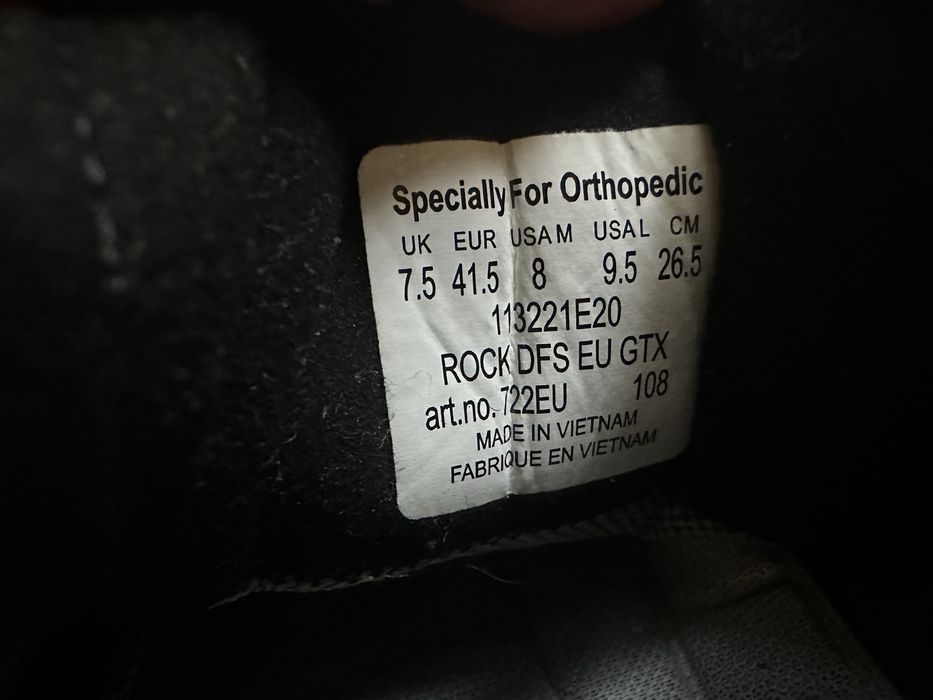 Specially For Orthopedic
UK EUR USA M USA L CM
7.5 41.5 8 9.5 26.5
113221E20
ROCK DFS EU GTX
art.no. 722EU 108
MADE IN VIETNAM
FABRIQUE EN VIETNAM